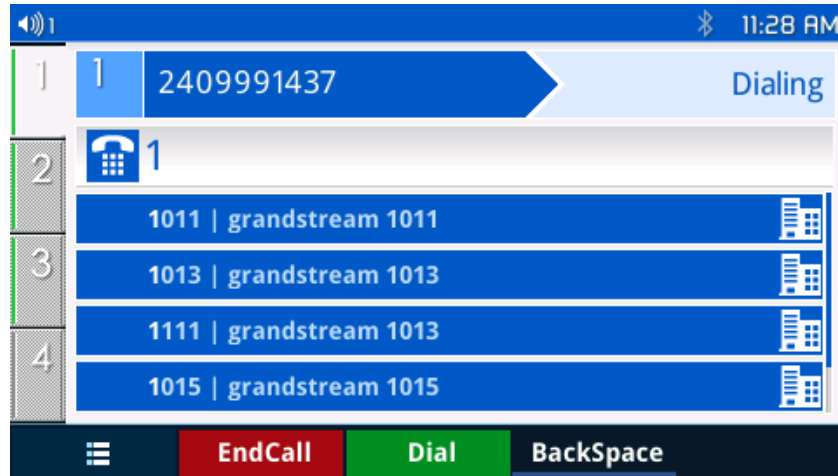 1 11:28 AM
1 1 2409991437 Dialing
1
2
1011 | grandstream 1011
3
1013 | grandstream 1013
1111 | grandstream 1013
4
1015 | grandstream 1015
EndCall Dial BackSpace